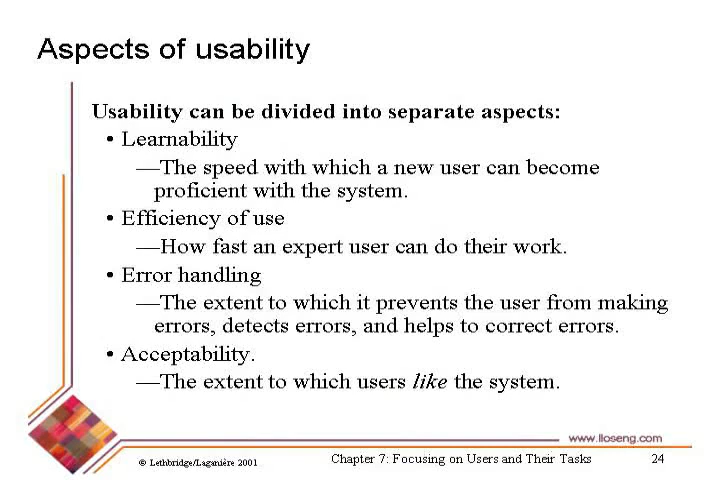 Aspects of usability
Usability can be divided into separate aspects:
• Learnability
—The speed with which a new user can become
proficient with the system.
• Efficiency of use
—How fast an expert user can do their work.
• Error handling
—The extent to which it prevents the user from making
errors, detects errors, and helps to correct errors.
• Acceptability.
—The extent to which users like the system.
www.lloseng.com
© Lethbridge/Laganière 2001
Chapter 7: Focusing on Users and Their Tasks
24